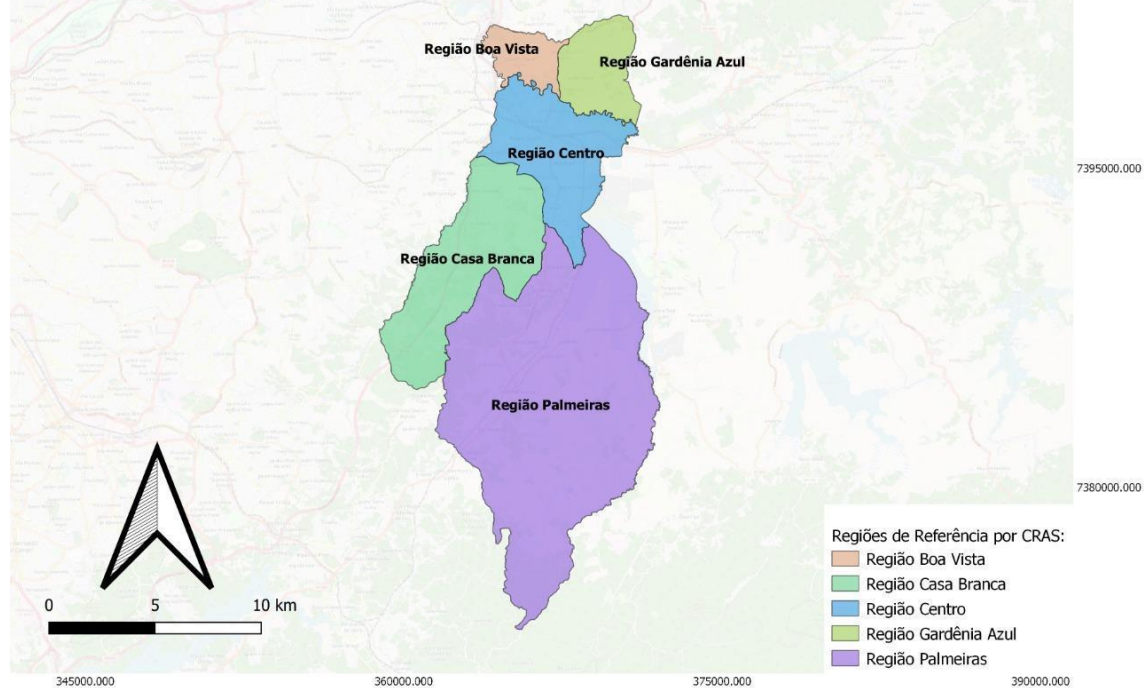 Região Boa Vista
Região Gardênia Azul
Região Centro
7395000.000
Região Casa Branca
Região Palmeiras
7380000.000
Regiões de Referência por CRAS:
Região Boa Vista
Região Casa Branca
Região Centro
Região Gardênia Azul
Região Palmeiras
0 5 10 km
345000.000 360000.000 375000.000 390000.000